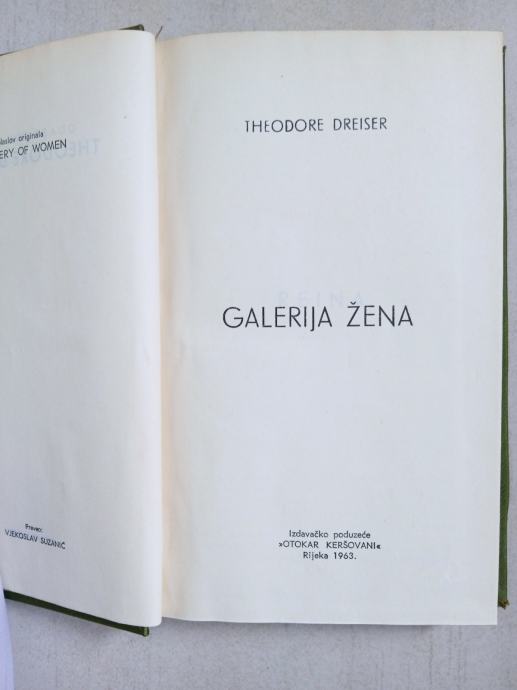 naslov originala
ERY OF WOMEN
Preveo:
VJEKOSLAV SUZANIĆ
THEODORE DREISER
GALERIJA ŽENA
Izdavačko poduzeće
»OTOKAR KERŠOVANI«
Rijeka 1963.